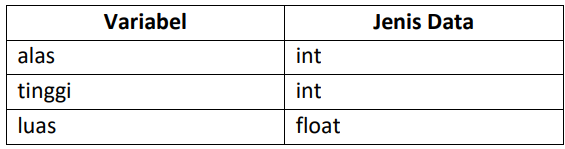 Variabel Jenis Data
alas int
tinggi int
luas float